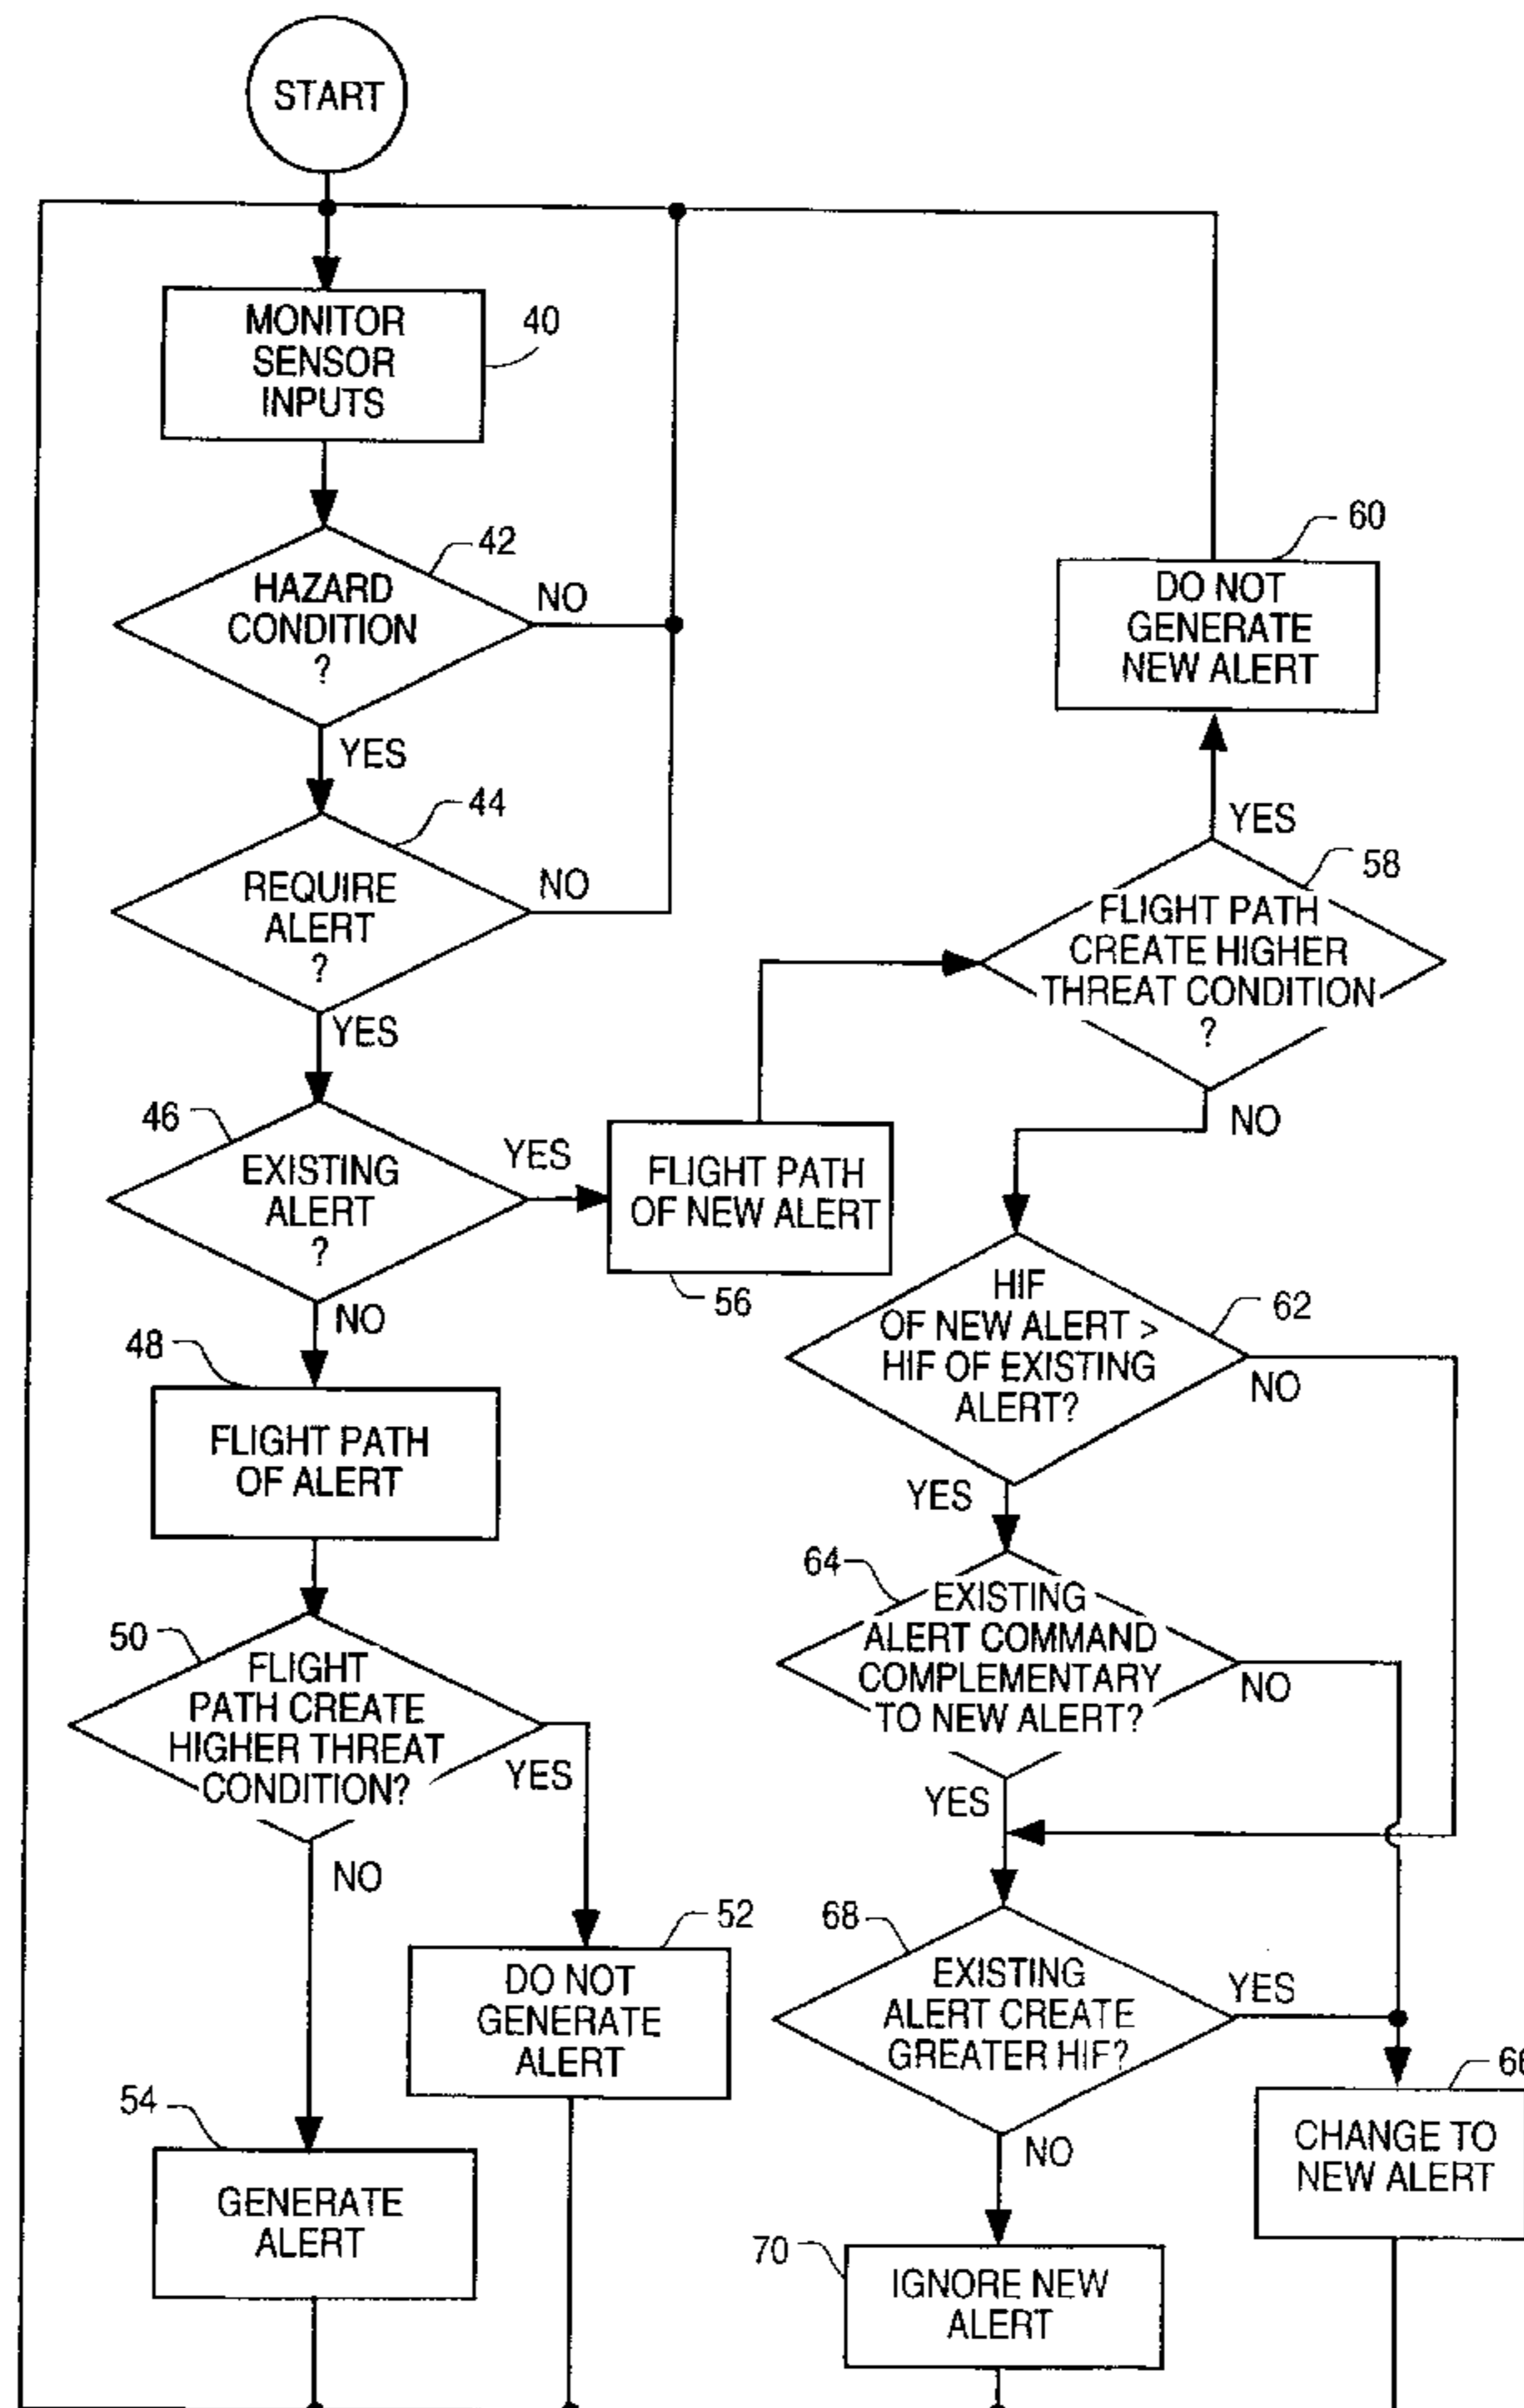 START
MONITOR
SENSOR
INPUTS
40
HAZARD
CONDITION
?
42
NO
YES
REQUIRE
ALERT
?
44
NO
YES
EXISTING
ALERT
?
46
YES
NO
FLIGHT PATH
OF NEW ALERT
56
FLIGHT PATH
CREATE HIGHER
THREAT CONDITION
?
58
YES
NO
DO NOT
GENERATE
NEW ALERT
60
48
FLIGHT PATH
OF ALERT
50
FLIGHT
PATH CREATE
HIGHER THREAT
CONDITION?
YES
NO
52
DO NOT
GENERATE
ALERT
54
GENERATE
ALERT
HIF
OF NEW ALERT >
HIF OF EXISTING
ALERT?
62
NO
YES
64
EXISTING
ALERT COMMAND
COMPLEMENTARY
TO NEW ALERT?
NO
YES
68
EXISTING
ALERT CREATE
GREATER HIF?
YES
NO
CHANGE TO
NEW ALERT
70
IGNORE NEW
ALERT